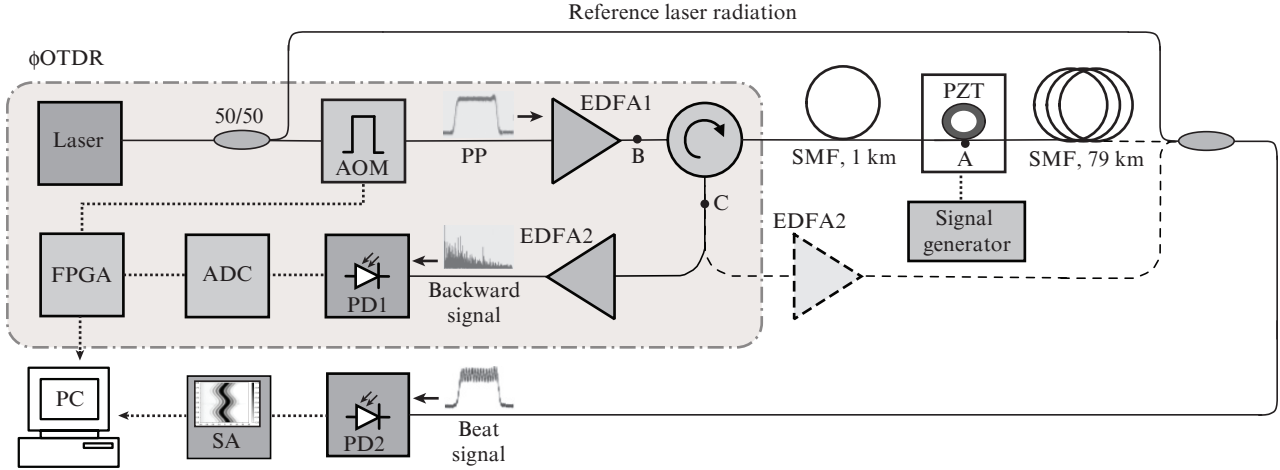 Reference laser radiation
ϕOTDR
Laser
50/50
AOM
PP
EDFA1
B
SMF, 1 km
PZT
A
SMF, 79 km
C
Signal
generator
FPGA
ADC
PD1
Backward
signal
EDFA2
EDFA2
PC
SA
PD2
Beat
signal